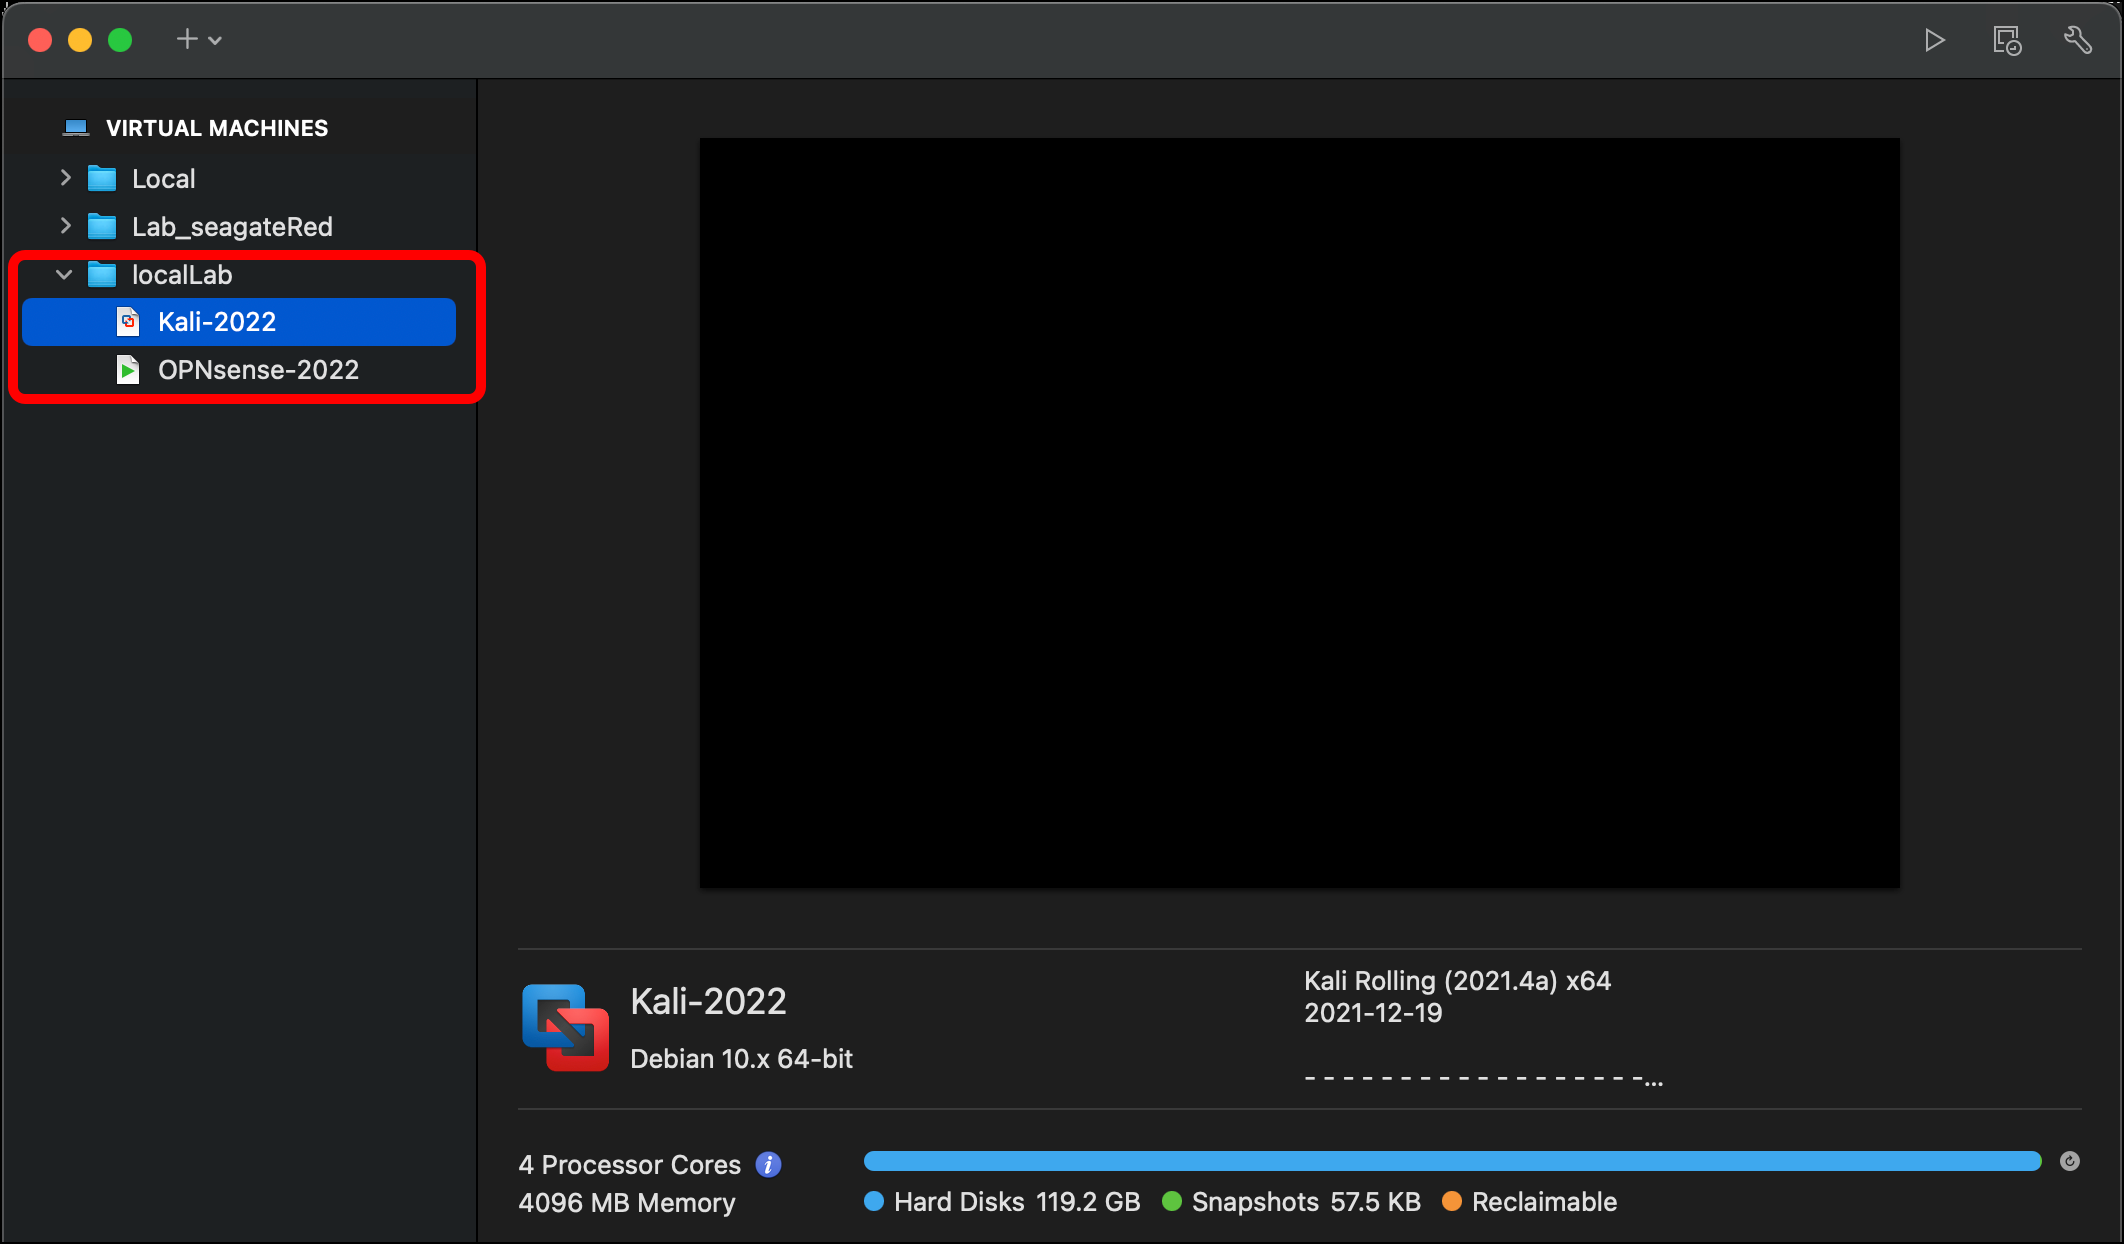 VIRTUAL MACHINES
Local
Lab_seagateRed
localLab
Kali-2022
OPNsense-2022
Kali-2022
Debian 10.x 64-bit
Kali Rolling (2021.4a) x64
2021-12-19
- - - - - - - - - - - - - - - - - -...
4 Processor Cores
4096 MB Memory
Hard Disks 119.2 GB Snapshots 57.5 KB Reclaimable